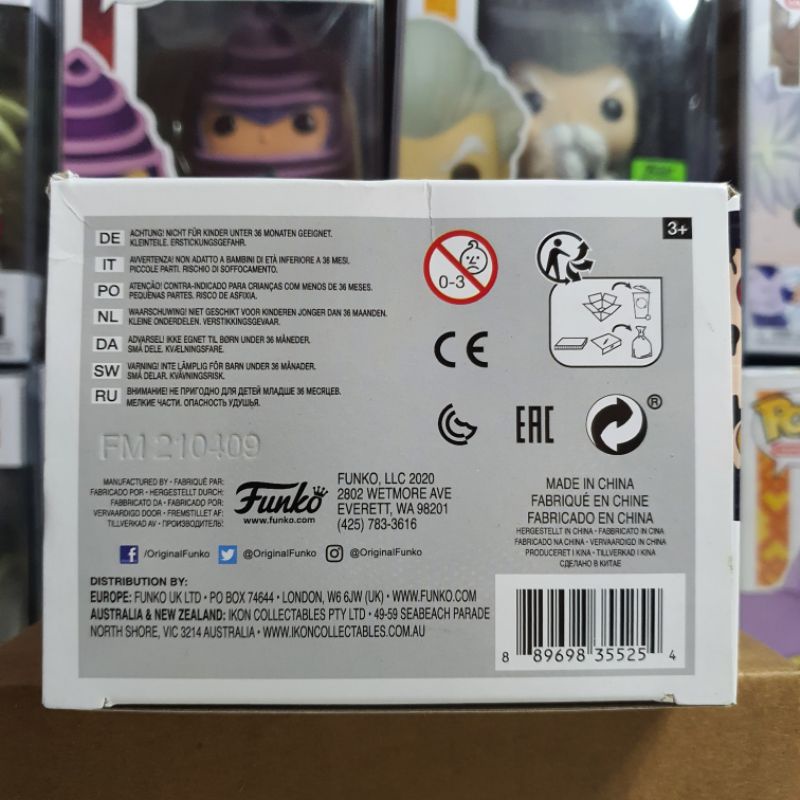 3+
DE ACHTUNG! NICHT FÜR KINDER UNTER 36 MONATEN GEEIGNET.
KLEINTEILE. ERSTICKUNGSGEFAHR.
IT AVVERTENZA! NON ADATTO A BAMBINI DI ETÀ INFERIORE A 36 MESI.
PICCOLE PARTI. RISCHIO DI SOFFOCAMENTO.
PO ATENCÃO! CONTRA-INDICADO PARA CRIANÇAS COM MENOS DE 36 MESES.
PEQUENAS PARTES. RISCO DE ASFIXIA.
NL WAARSCHUWING! NIET GESCHIKT VOOR KINDEREN JONGER DAN 36 MAANDEN.
KLEINE ONDERDELEN. VERSTIKKINGSGEVAAR.
DA ADVARSEL! IKKE EGNET TIL BØRN UNDER 36 MÅNEDER.
SMÅ DELE. KVÆLNINGSFARE.
SW VARNING! INTE LÄMPLIG FÖR BARN UNDER 36 MÅNADER.
SMÅ DELAR. KVÄVNINGSRISK.
RU ВНИМАНИЕ! НЕ ПРИГОДНО ДЛЯ ДЕТЕЙ МЛАДШЕ 36 МЕСЯЦЕВ.
МЕЛКИЕ ЧАСТИ. ОПАСНОСТЬ УДУШЬЯ.
0-3
CE
EAC
®
FM 210409
MANUFACTURED BY • FABRIQUÉ PAR:
FABRICADO POR • HERGESTELLT DURCH:
FABBRICATO DA • FABRICADO POR:
VERVAARDIGD DOOR • FREMSTILLET AF:
TILLVERKAD AV • ПРОИЗВОДИТЕЛЬ:
Funko
www.funko.com
FUNKO, LLC 2020
2802 WETMORE AVE
EVERETT, WA 98201
(425) 783-3616
MADE IN CHINA
FABRIQUÉ EN CHINE
FABRICADO EN CHINA
HERGESTELLT IN CHINA • FABBRICATO IN CINA
FABRICADO NA CHINA • VERVAARDIGD IN CHINA
PRODUCERET I KINA • TILLVERKAD I KINA
СДЕЛАНО В КИТАЕ
/OriginalFunko @OriginalFunko @OriginalFunko
DISTRIBUTION BY:
EUROPE: FUNKO UK LTD • PO BOX 74644 • LONDON, W6 6JW (UK) • WWW.FUNKO.COM
AUSTRALIA & NEW ZEALAND: IKON COLLECTABLES PTY LTD • 49-59 SEABEACH PARADE
NORTH SHORE, VIC 3214 AUSTRALIA • WWW.IKONCOLLECTABLES.COM.AU
8 89698 35525 4